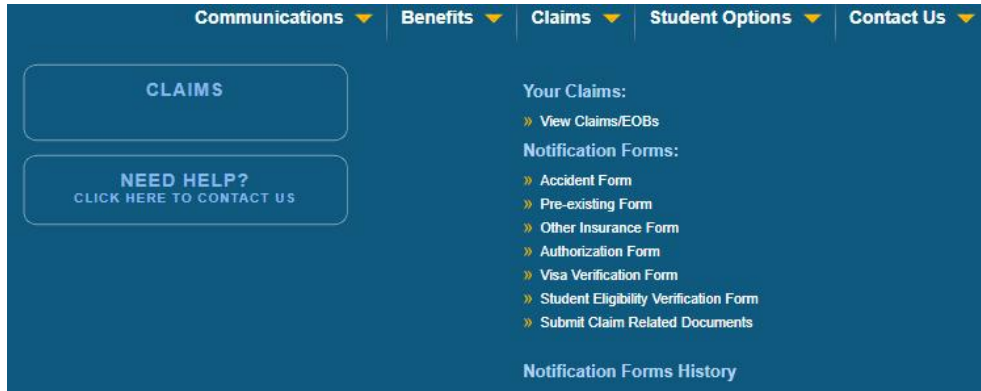 Communications Benefits Claims Student Options Contact Us
CLAIMS
NEED HELP?
CLICK HERE TO CONTACT US
Your Claims:
» View Claims/EOBs
Notification Forms:
» Accident Form
» Pre-existing Form
» Other Insurance Form
» Authorization Form
» Visa Verification Form
» Student Eligibility Verification Form
» Submit Claim Related Documents
Notification Forms History